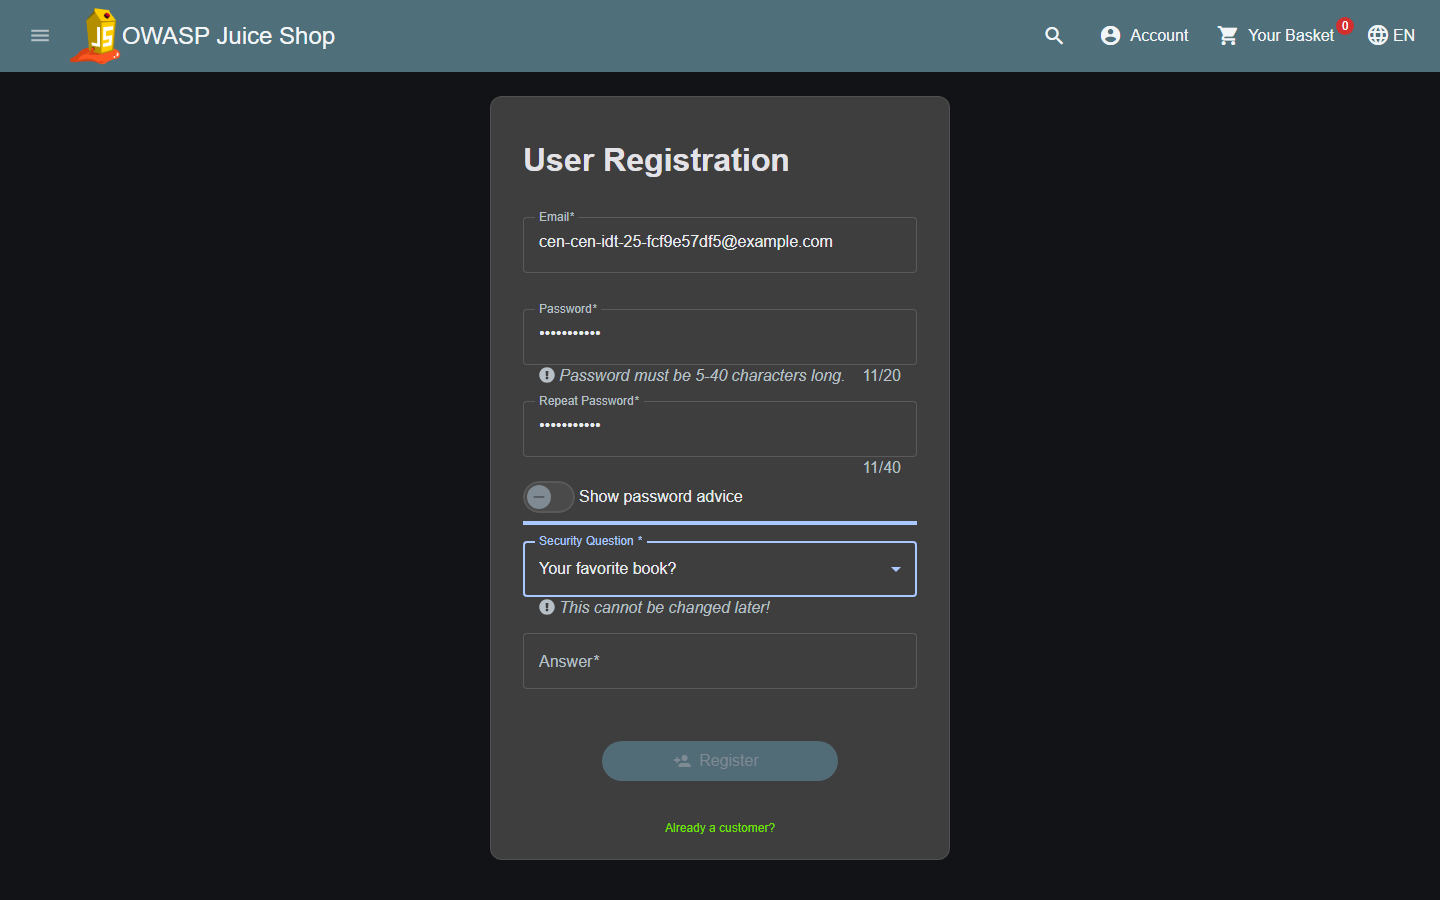 OWASP Juice Shop
Account
Your Basket
0
EN
User Registration
Email*
cen-cen-idt-25-fcf9e57df5@example.com
Password*
•••••••••••
Password must be 5-40 characters long.
11/20
Repeat Password*
•••••••••••
11/40
Show password advice
Security Question *
Your favorite book?
This cannot be changed later!
Answer*
Register
Already a customer?